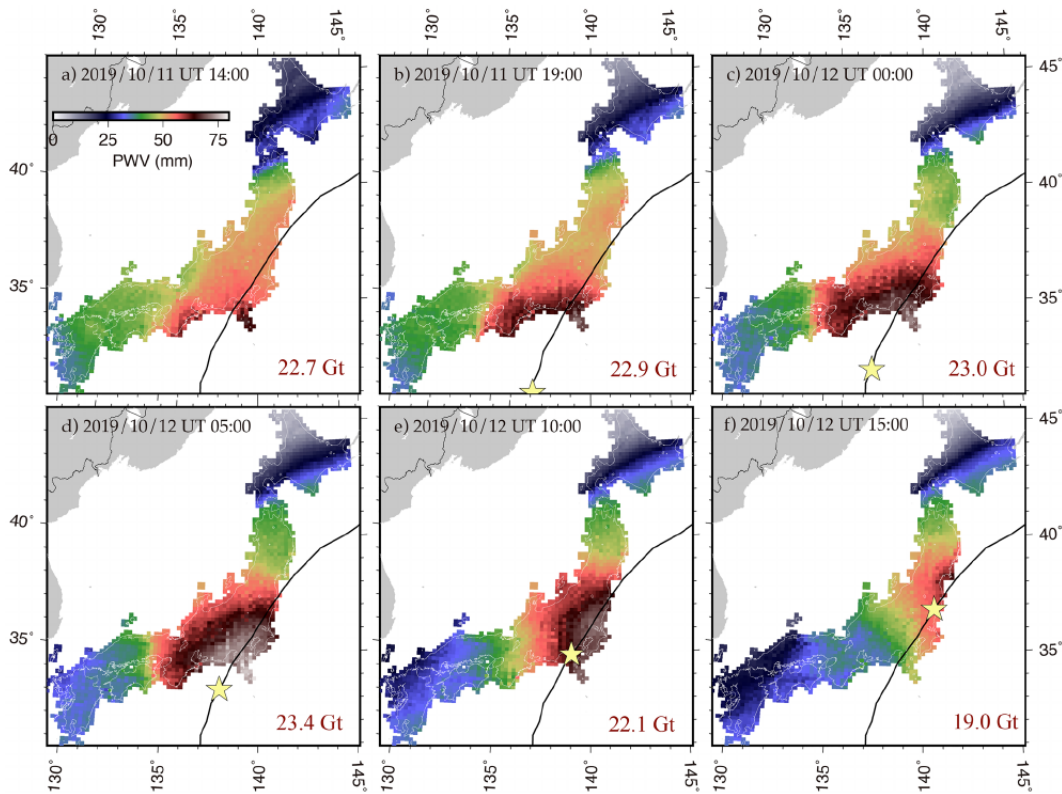 130° 135° 140° 145° 130° 135° 140° 145° 130° 135° 140° 145°
a) 2019/10/11 UT 14:00
0 25 50 75
PWV (mm)
22.7 Gt
b) 2019/10/11 UT 19:00
22.9 Gt
c) 2019/10/12 UT 00:00
23.0 Gt
45°
40° 40°
35° 35°
d) 2019/10/12 UT 05:00
23.4 Gt
e) 2019/10/12 UT 10:00
22.1 Gt
f) 2019/10/12 UT 15:00
19.0 Gt
45°
40° 40°
35° 35°
130° 135° 140° 145° 130° 135° 140° 145° 130° 135° 140° 145°